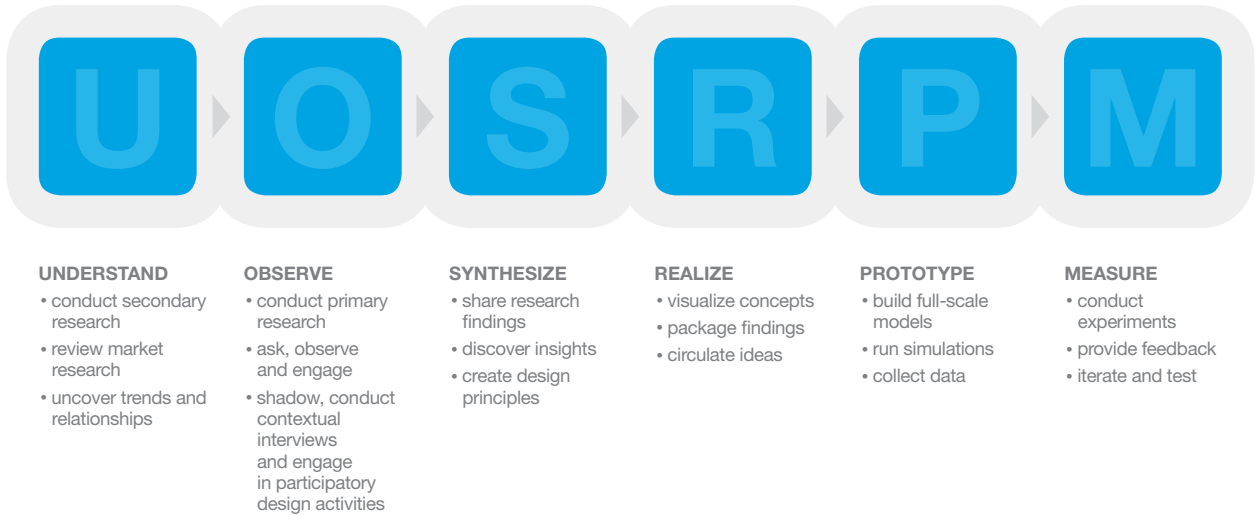 U
O
S
R
P
M
UNDERSTAND
• conduct secondary
research
• review market
research
• uncover trends and
relationships
OBSERVE
• conduct primary
research
• ask, observe
and engage
• shadow, conduct
contextual
interviews
and engage
in participatory
design activities
SYNTHESIZE
• share research
findings
• discover insights
• create design
principles
REALIZE
• visualize concepts
• package findings
• circulate ideas
PROTOTYPE
• build full-scale
models
• run simulations
• collect data
MEASURE
• conduct
experiments
• provide feedback
• iterate and test